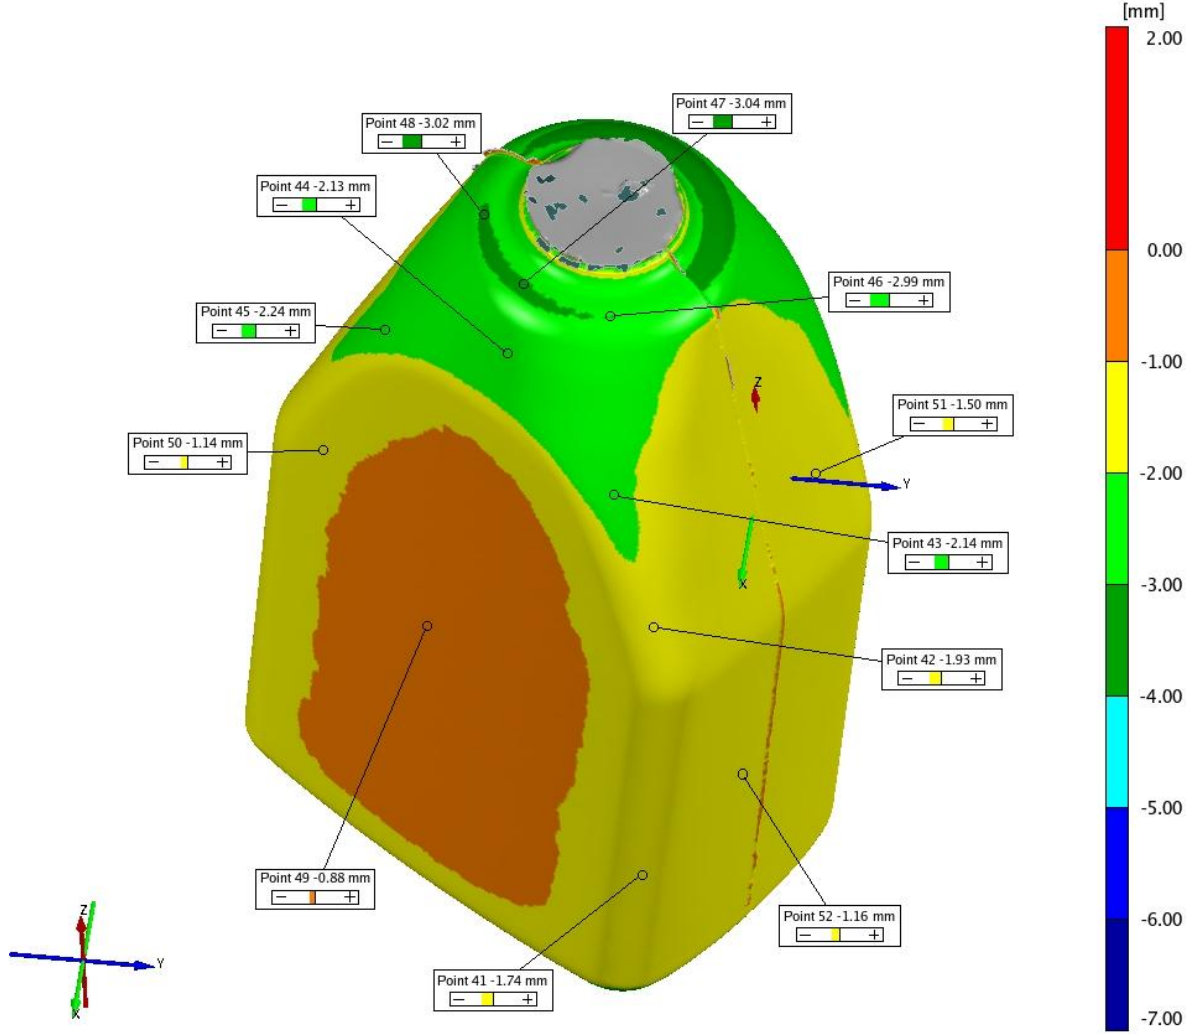 [mm]
2.00
0.00
-1.00
-2.00
-3.00
-4.00
-5.00
-6.00
-7.00
Point 47 -3.04 mm
− +
Point 48 -3.02 mm
− +
Point 44 -2.13 mm
− +
Point 46 -2.99 mm
− +
Point 45 -2.24 mm
− +
Z
Point 51 -1.50 mm
− +
Point 50 -1.14 mm
− +
Y
Point 43 -2.14 mm
− +
X
Point 42 -1.93 mm
− +
Point 49 -0.88 mm
− +
Point 52 -1.16 mm
− +
Point 41 -1.74 mm
− +
Z
Y
X